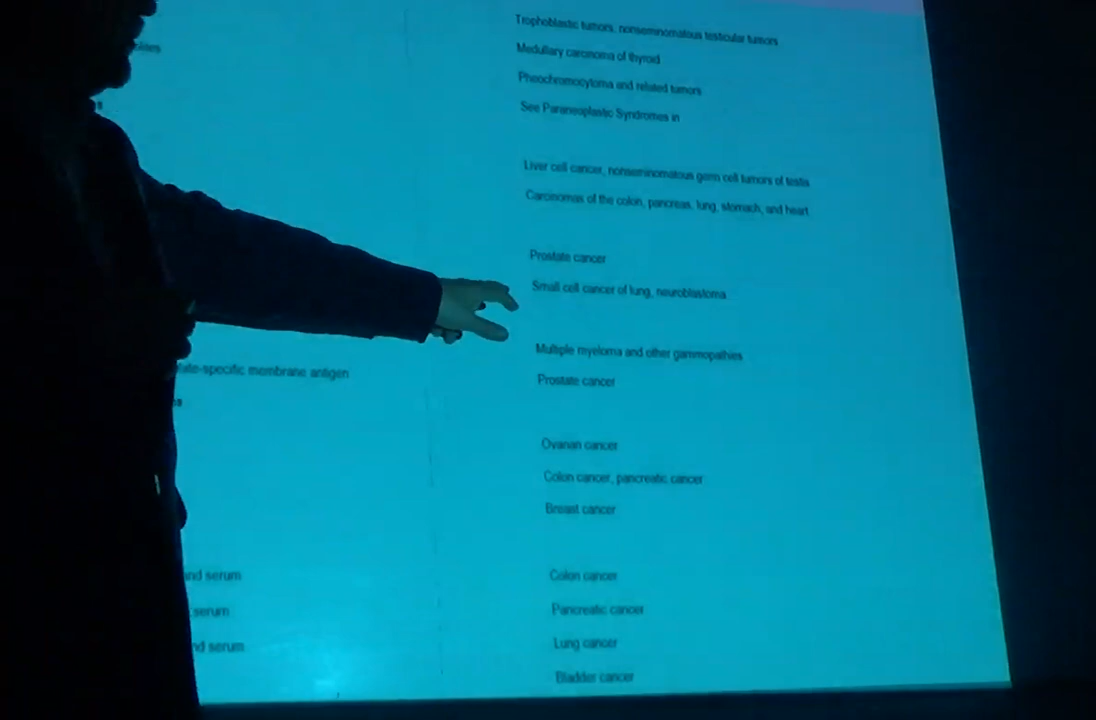 Trophoblastic tumors, nonseminomatous testicular tumors
lites
Medullary carcinoma of thyroid
Pheochromocytoma and related tumors
See Paraneoplastic Syndromes in
Liver cell cancer, nonseminomatous germ cell tumors of testis
Carcinomas of the colon, pancreas, lung, stomach, and heart
Prostate cancer
Small cell cancer of lung, neuroblastoma
Multiple myeloma and other gammopathies
tate-specific membrane antigen
Prostate cancer
Ovarian cancer
Colon cancer, pancreatic cancer
Breast cancer
and serum
Colon cancer
serum
Pancreatic cancer
nd serum
Lung cancer
Bladder cancer